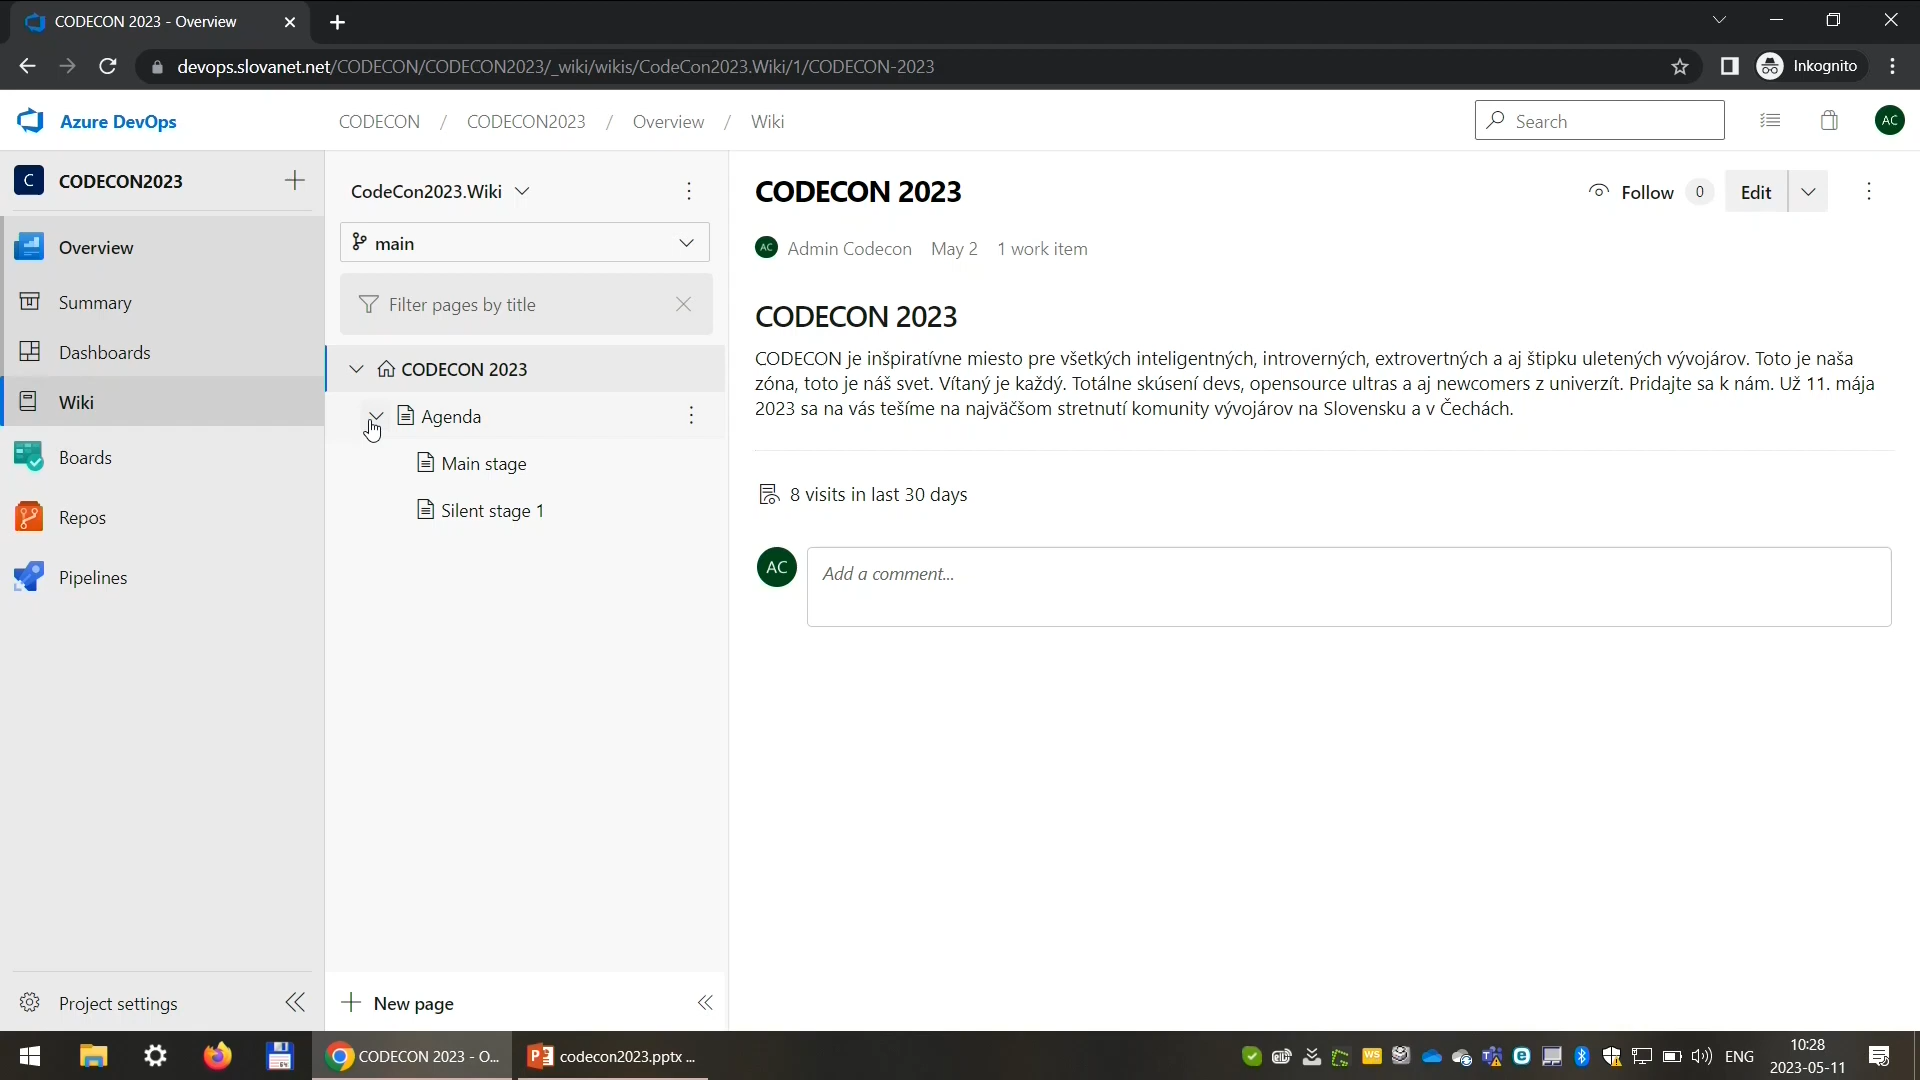 CODECON 2023 - Overview
devops.slovanet.net/CODECON/CODECON2023/_wiki/wikis/CodeCon2023.Wiki/1/CODECON-2023
Inkognito
Azure DevOps
CODECON / CODECON2023 / Overview / Wiki
Search
AC
C CODECON2023
Overview
Summary
Dashboards
Wiki
Boards
Repos
Pipelines
Project settings
CodeCon2023.Wiki
main
Filter pages by title
CODECON 2023
Agenda
Main stage
Silent stage 1
New page
CODECON 2023
Follow 0 Edit
AC Admin Codecon May 2 1 work item
CODECON 2023
CODECON je inšpiratívne miesto pre všetkých inteligentných, introverných, extrovertných a aj štipku uletených vývojárov. Toto je naša
zóna, toto je náš svet. Vítaný je každý. Totálne skúsení devs, opensource ultras a aj newcomers z univerzít. Pridajte sa k nám. Už 11. mája
2023 sa na vás tešíme na najväčšom stretnutí komunity vývojárov na Slovensku a v Čechách.
8 visits in last 30 days
AC Add a comment...
CODECON 2023 - O...
codecon2023.pptx ...
WS
ENG
10:28
2023-05-11